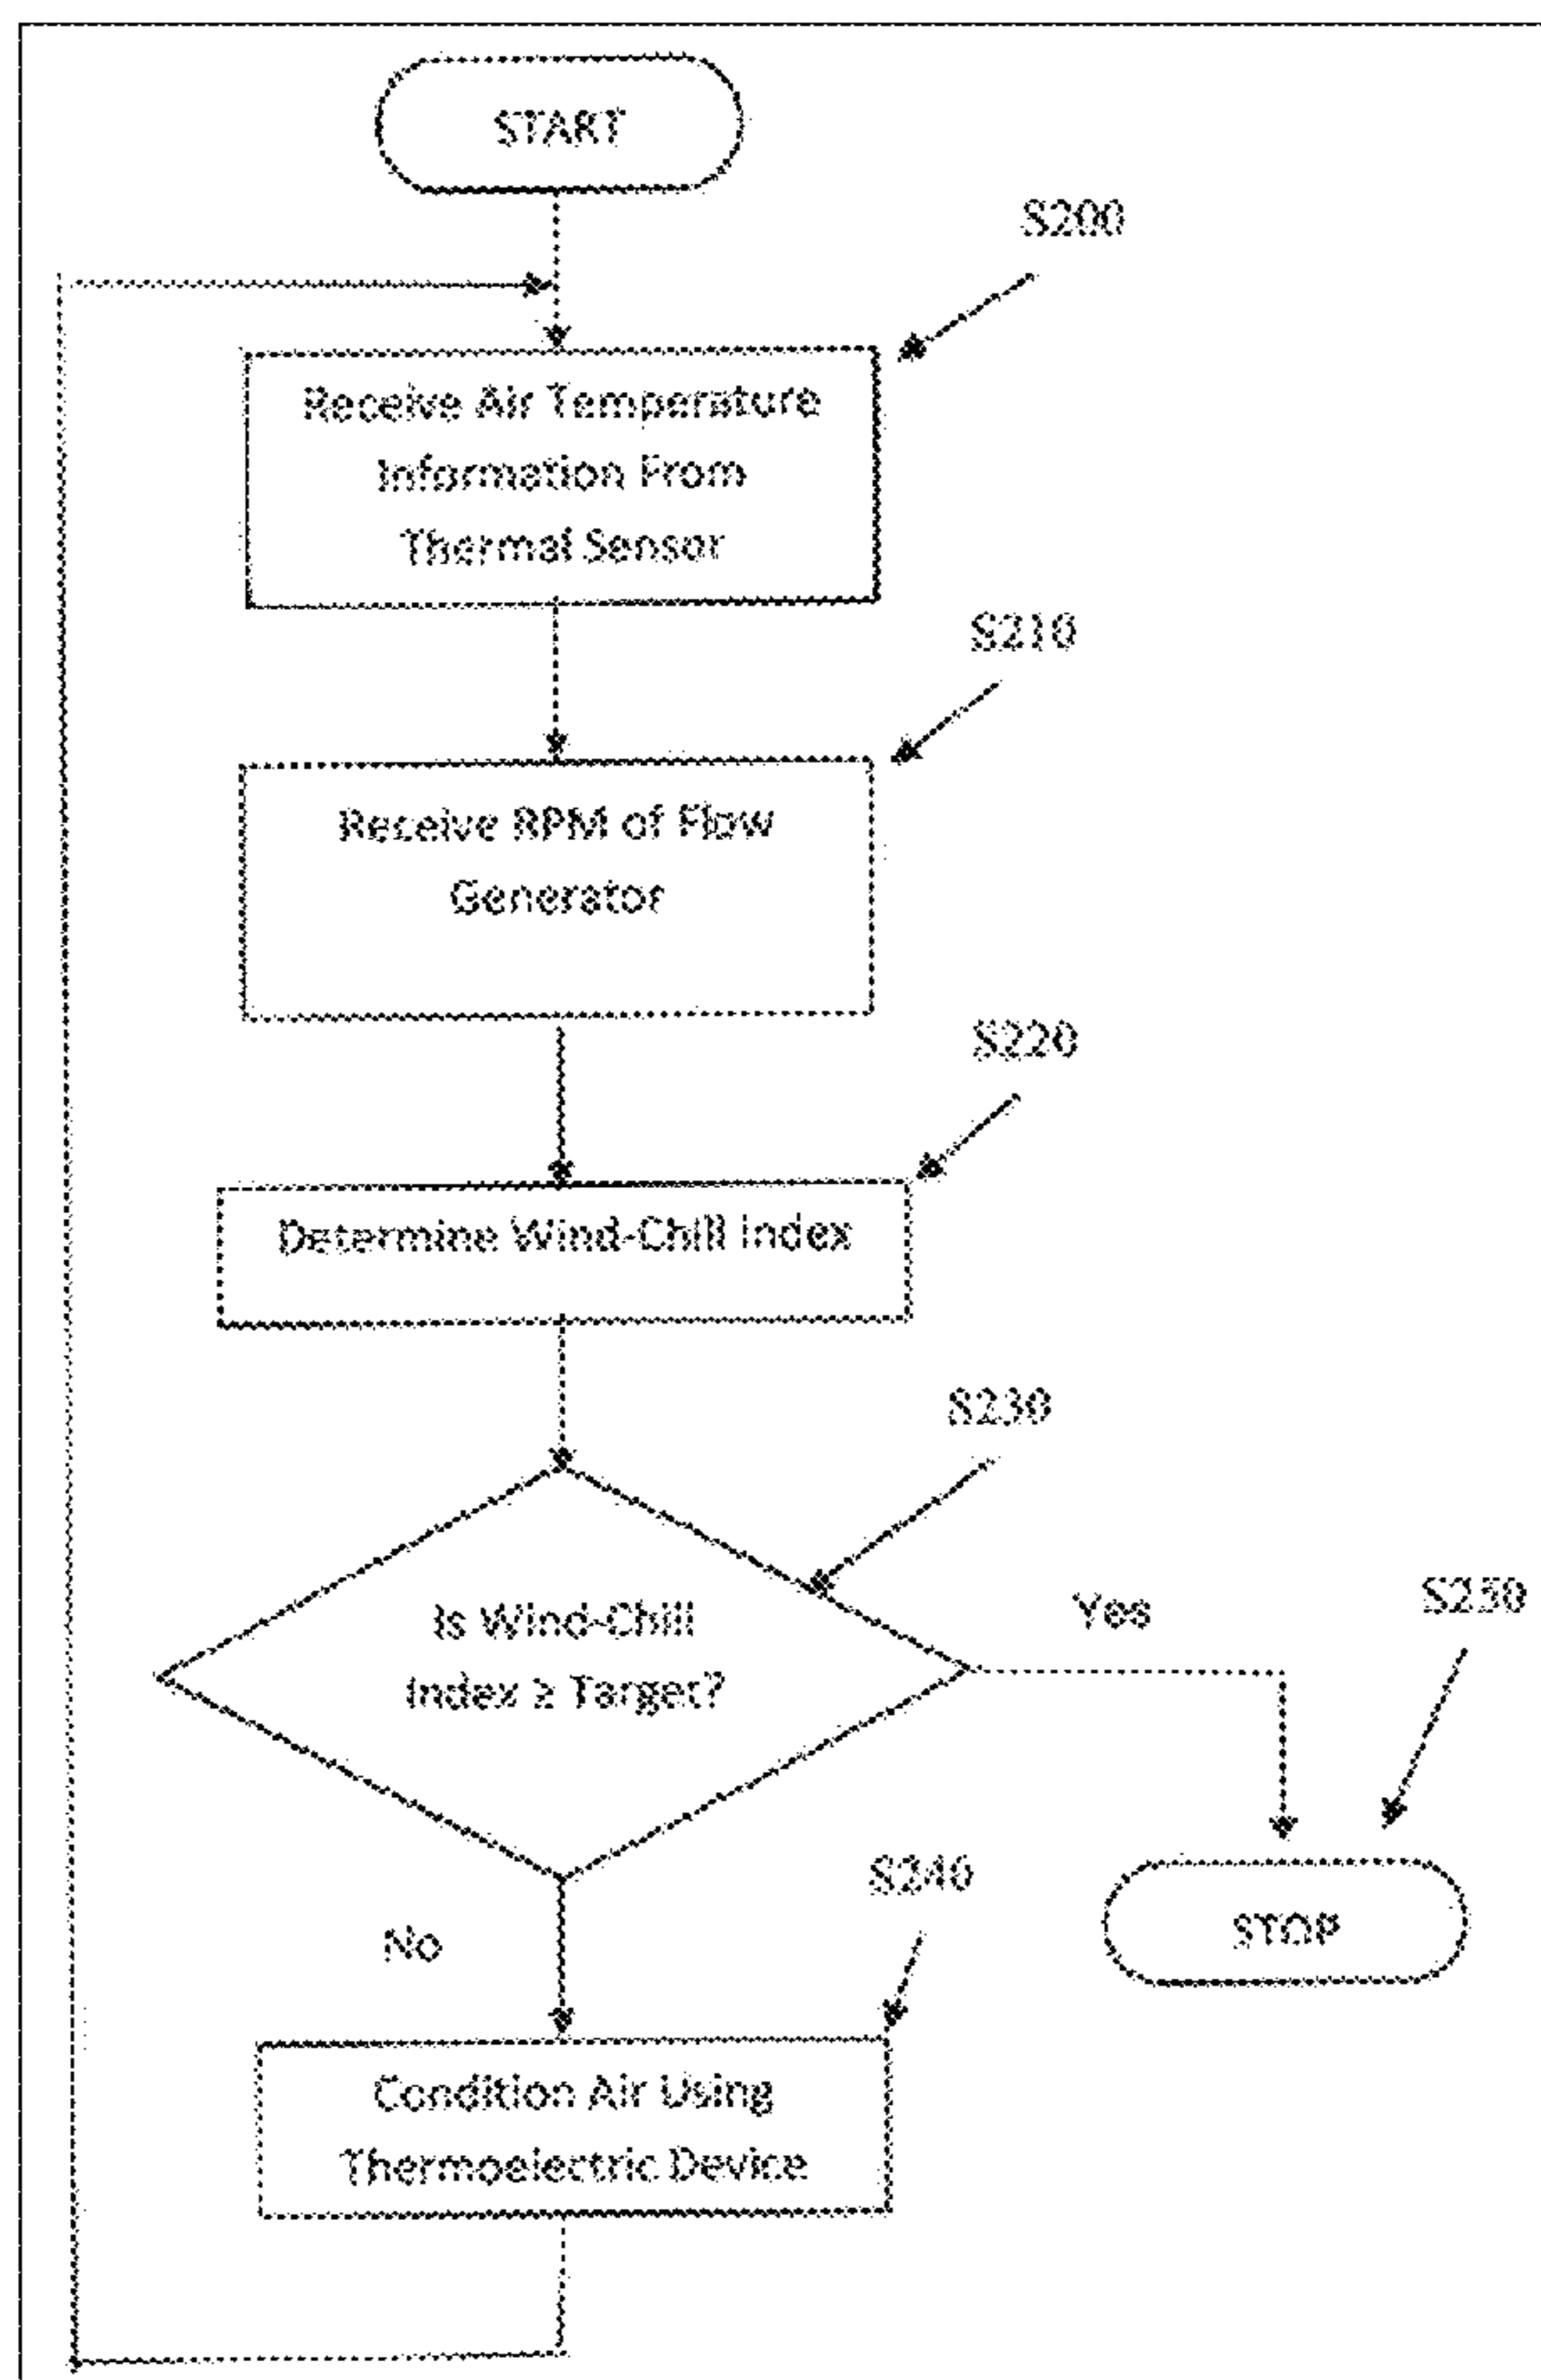 START
S200
Receive Air Temperature
Information From
Thermal Sensor
S210
Receive RPM of Flow
Generator
S220
Determine Wind-Chill Index
S230
Is Wind-Chill
Index ≥ Target?
Yes
S250
No
S240
STOP
Condition Air Using
Thermoelectric Device